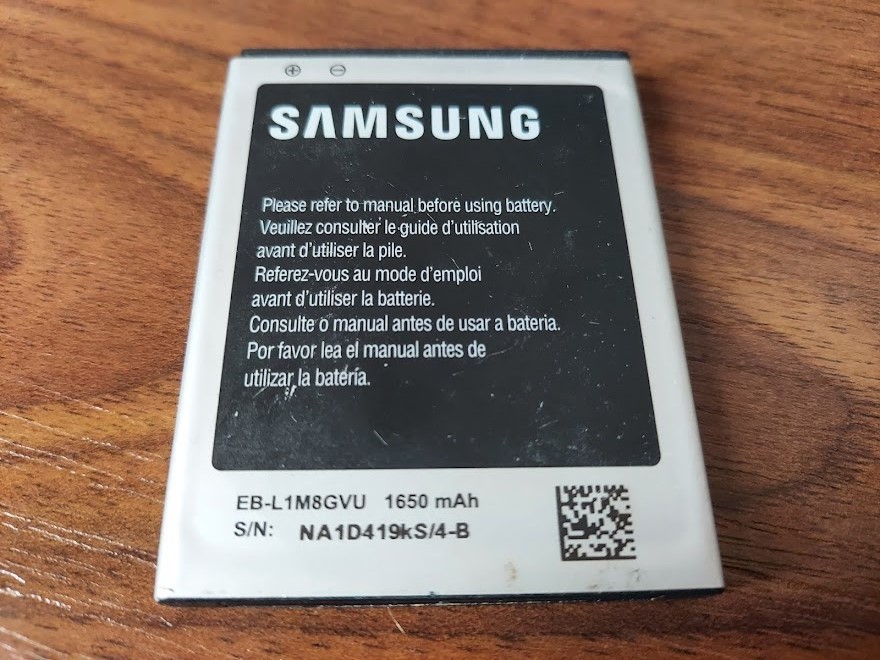 SAMSUNG
Please refer to manual before using battery.
Veuillez consulter le guide d'utilisation
avant d'utiliser la pile.
Referez-vous au mode d'emploi
avant d'utiliser la batterie.
Consulte o manual antes de usar a bateria.
Por favor lea el manual antes de
utilizar la batería.
EB-L1M8GVU 1650 mAh
S/N: NA1D419kS/4-B